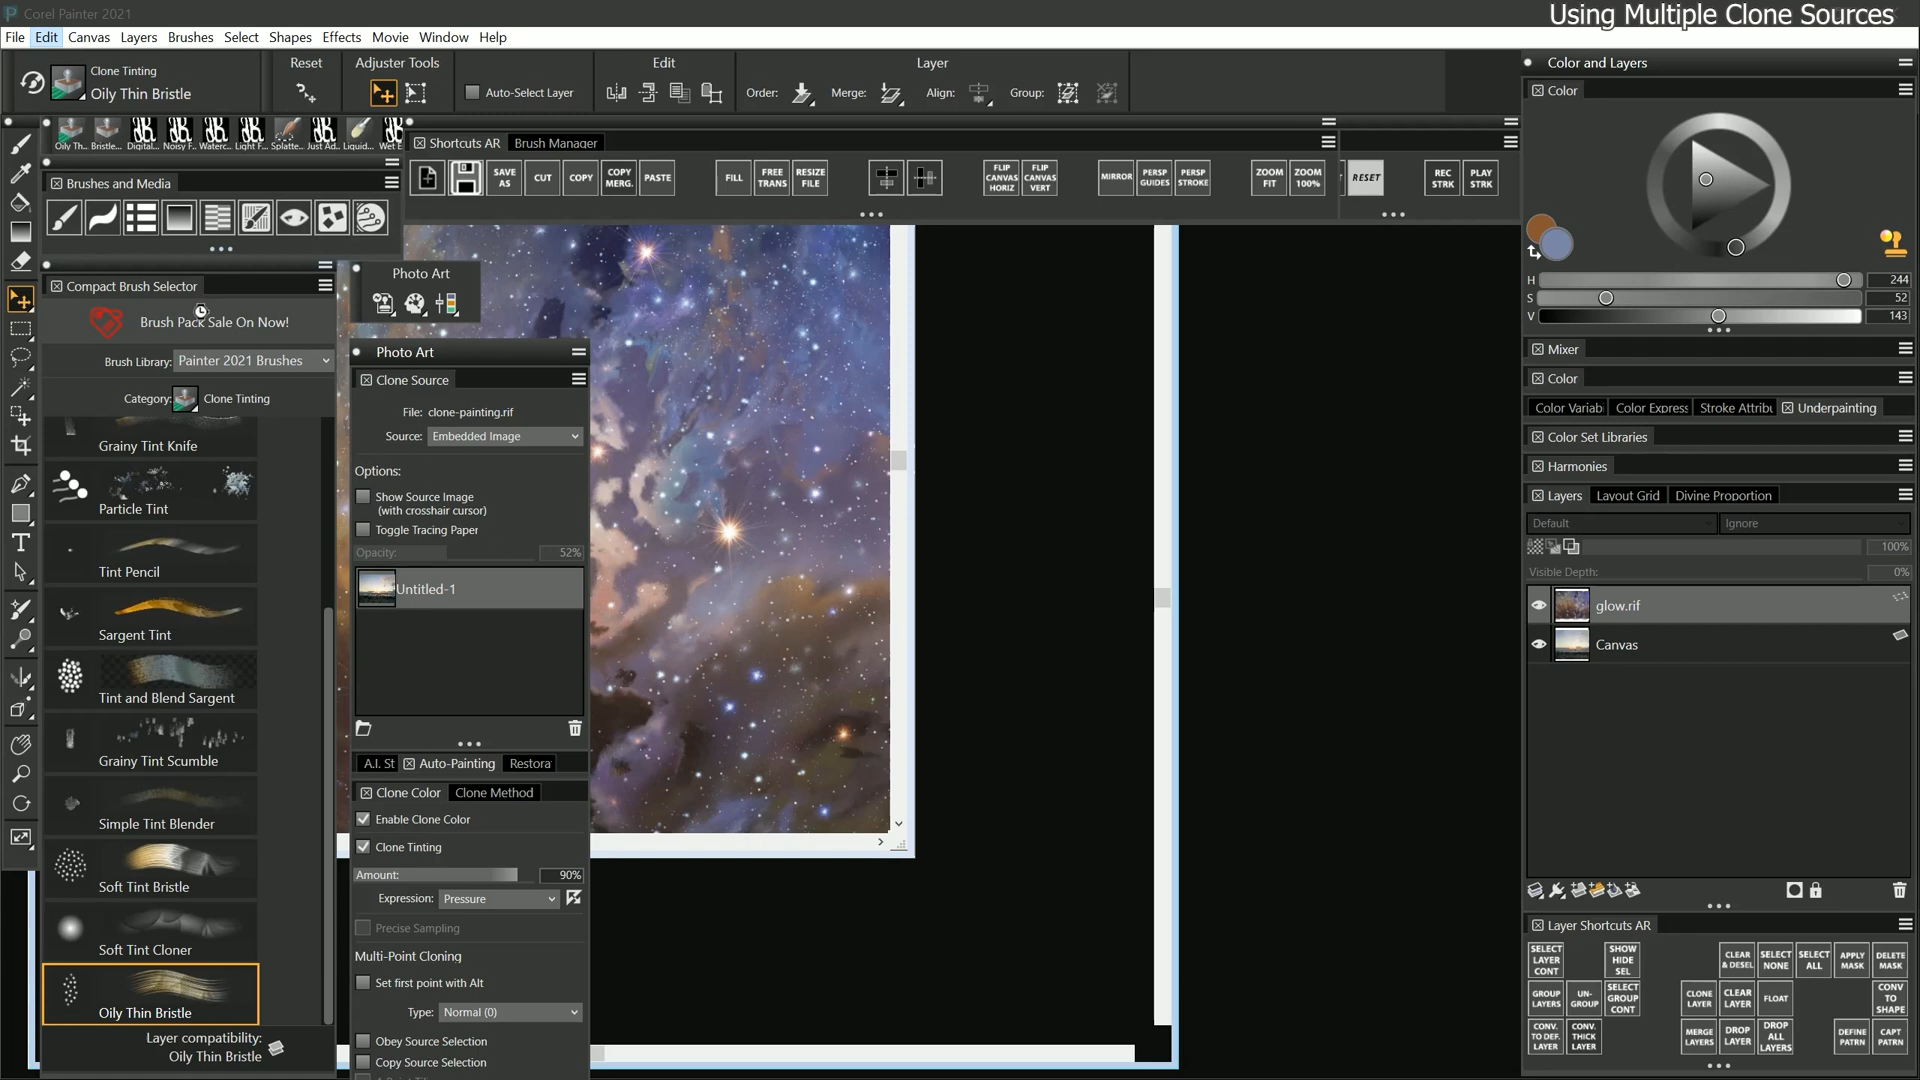 Corel Painter 2021
Using Multiple Clone Sources
File Edit Canvas Layers Brushes Select Shapes Effects Movie Window Help
Clone Tinting
Oily Thin Bristle
Reset
Adjuster Tools
Auto-Select Layer
Edit
Layer
Order:
Merge:
Align:
Group:
Oily Th... Bristle... Digital... Noisy F... Waterc... Light F... Splatte... Just Ad... Liquid... Wet E
Shortcuts AR
Brush Manager
SAVE AS
CUT
COPY
COPY MERG.
PASTE
FILL
FREE TRANS
RESIZE FILE
FLIP CANVAS HORIZ
FLIP CANVAS VERT
MIRROR
PERSP GUIDES
PERSP STROKE
ZOOM FIT
ZOOM 100%
RESET
REC STRK
PLAY STRK
Brushes and Media
Compact Brush Selector
Brush Pack Sale On Now!
Brush Library: Painter 2021 Brushes
Category: Clone Tinting
Grainy Tint Knife
Particle Tint
Tint Pencil
Sargent Tint
Tint and Blend Sargent
Grainy Tint Scumble
Simple Tint Blender
Soft Tint Bristle
Soft Tint Cloner
Oily Thin Bristle
Layer compatibility:
Oily Thin Bristle
Photo Art
Photo Art
Clone Source
File: clone-painting.rif
Source: Embedded Image
Options:
Show Source Image
(with crosshair cursor)
Toggle Tracing Paper
Opacity: 52%
Untitled-1
A.I. St Auto-Painting Restora
Clone Color Clone Method
Enable Clone Color
Clone Tinting
Amount: 90%
Expression: Pressure
Precise Sampling
Multi-Point Cloning
Set first point with Alt
Type: Normal (0)
Obey Source Selection
Copy Source Selection
Color and Layers
Color
H 244
S 52
V 143
Mixer
Color
Color Variab Color Express Stroke Attribu Underpainting
Color Set Libraries
Harmonies
Layers Layout Grid Divine Proportion
Default Ignore
100%
Visible Depth: 0%
glow.rif
Canvas
Layer Shortcuts AR
SELECT LAYER CONT
SHOW HIDE SEL
CLEAR & DESEL
SELECT NONE
SELECT ALL
APPLY MASK
DELETE MASK
GROUP LAYERS
UN-GROUP
SELECT GROUP CONT
CLONE LAYER
CLEAR LAYER
FLOAT
CONV TO SHAPE
CONV. TO DEF. LAYER
CONV. THICK LAYER
MERGE LAYERS
DROP LAYER
DROP ALL LAYERS
DEFINE PATRN
CAPT PATRN